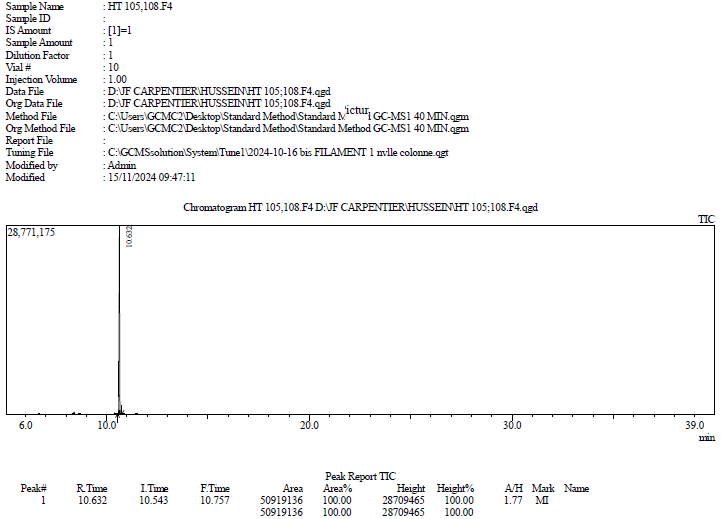 Sample Name : HT 105,108.F4
Sample ID :
IS Amount : [1]=1
Sample Amount : 1
Dilution Factor : 1
Vial # : 10
Injection Volume : 1.00
Data File : D:\JF CARPENTIER\HUSSEIN\HT 105;108.F4.qgd
Org Data File : D:\JF CARPENTIER\HUSSEIN\HT 105;108.F4.qgd
Method File : C:\Users\GCMC2\Desktop\Standard Method\Standard M ictur 1GC-MS1 40 MIN.qgm
Org Method File : C:\Users\GCMC2\Desktop\Standard Method\Standard Method GC-MS1 40 MIN.qgm
Report File :
Tuning File : C:\GCMSsolution\System\Tune1\2024-10-16 bis FILAMENT 1 nvlle colonne.qgt
Modified by : Admin
Modified : 15/11/2024 09:47:11
Chromatogram HT 105,108.F4 D:\JF CARPENTIER\HUSSEIN\HT 105;108.F4.qgd
TIC
28,771,175
10.632
6.0 10.0 20.0 30.0 39.0
min
Peak Report TIC
Peak# R.Time I.Time F.Time Area Area% Height Height% A/H Mark Name
1 10.632 10.543 10.757 50919136 100.00 28709465 100.00 1.77 MI
50919136 100.00 28709465 100.00